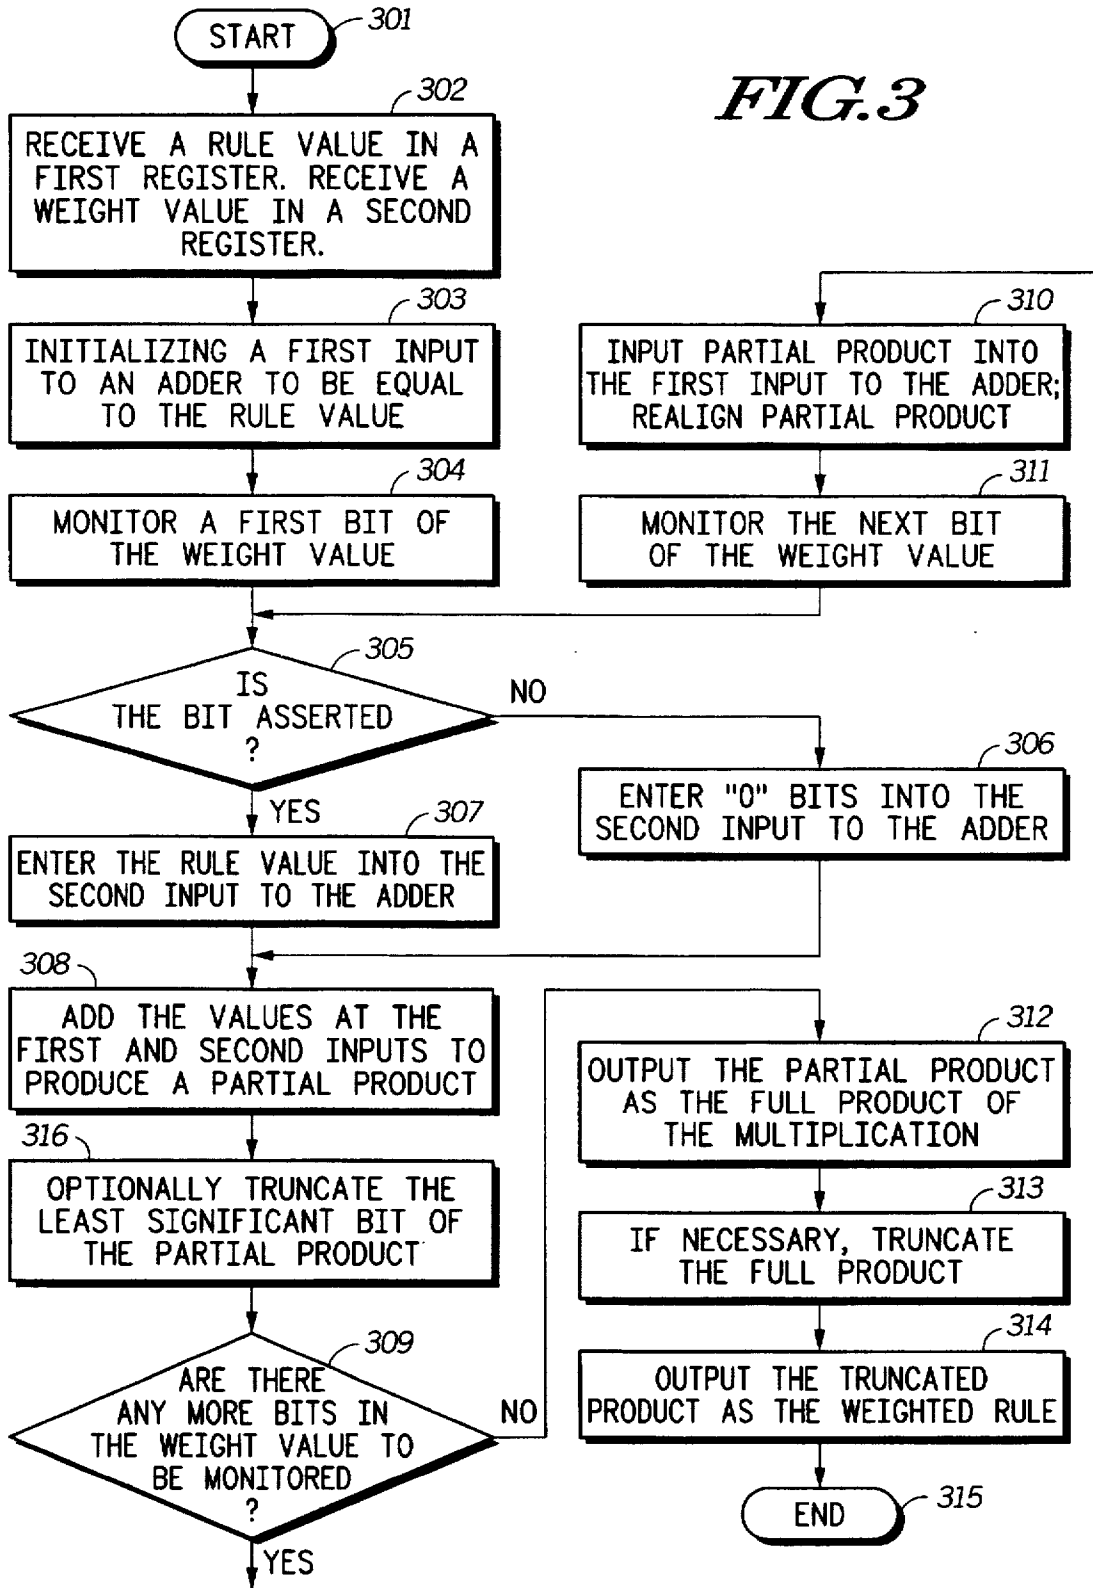 START
301
FIG.3
302
RECEIVE A RULE VALUE IN A
FIRST REGISTER. RECEIVE A
WEIGHT VALUE IN A SECOND
REGISTER.
303
INITIALIZING A FIRST INPUT
TO AN ADDER TO BE EQUAL
TO THE RULE VALUE
304
MONITOR A FIRST BIT OF
THE WEIGHT VALUE
310
INPUT PARTIAL PRODUCT INTO
THE FIRST INPUT TO THE ADDER;
REALIGN PARTIAL PRODUCT
311
MONITOR THE NEXT BIT
OF THE WEIGHT VALUE
305
IS
THE BIT ASSERTED
?
NO
YES
306
ENTER "0" BITS INTO THE
SECOND INPUT TO THE ADDER
307
ENTER THE RULE VALUE INTO THE
SECOND INPUT TO THE ADDER
308
ADD THE VALUES AT THE
FIRST AND SECOND INPUTS TO
PRODUCE A PARTIAL PRODUCT
316
OPTIONALLY TRUNCATE THE
LEAST SIGNIFICANT BIT OF
THE PARTIAL PRODUCT
309
ARE THERE
ANY MORE BITS IN
THE WEIGHT VALUE TO
BE MONITORED
?
NO
YES
312
OUTPUT THE PARTIAL PRODUCT
AS THE FULL PRODUCT OF
THE MULTIPLICATION
313
IF NECESSARY, TRUNCATE
THE FULL PRODUCT
314
OUTPUT THE TRUNCATED
PRODUCT AS THE WEIGHTED RULE
END
315